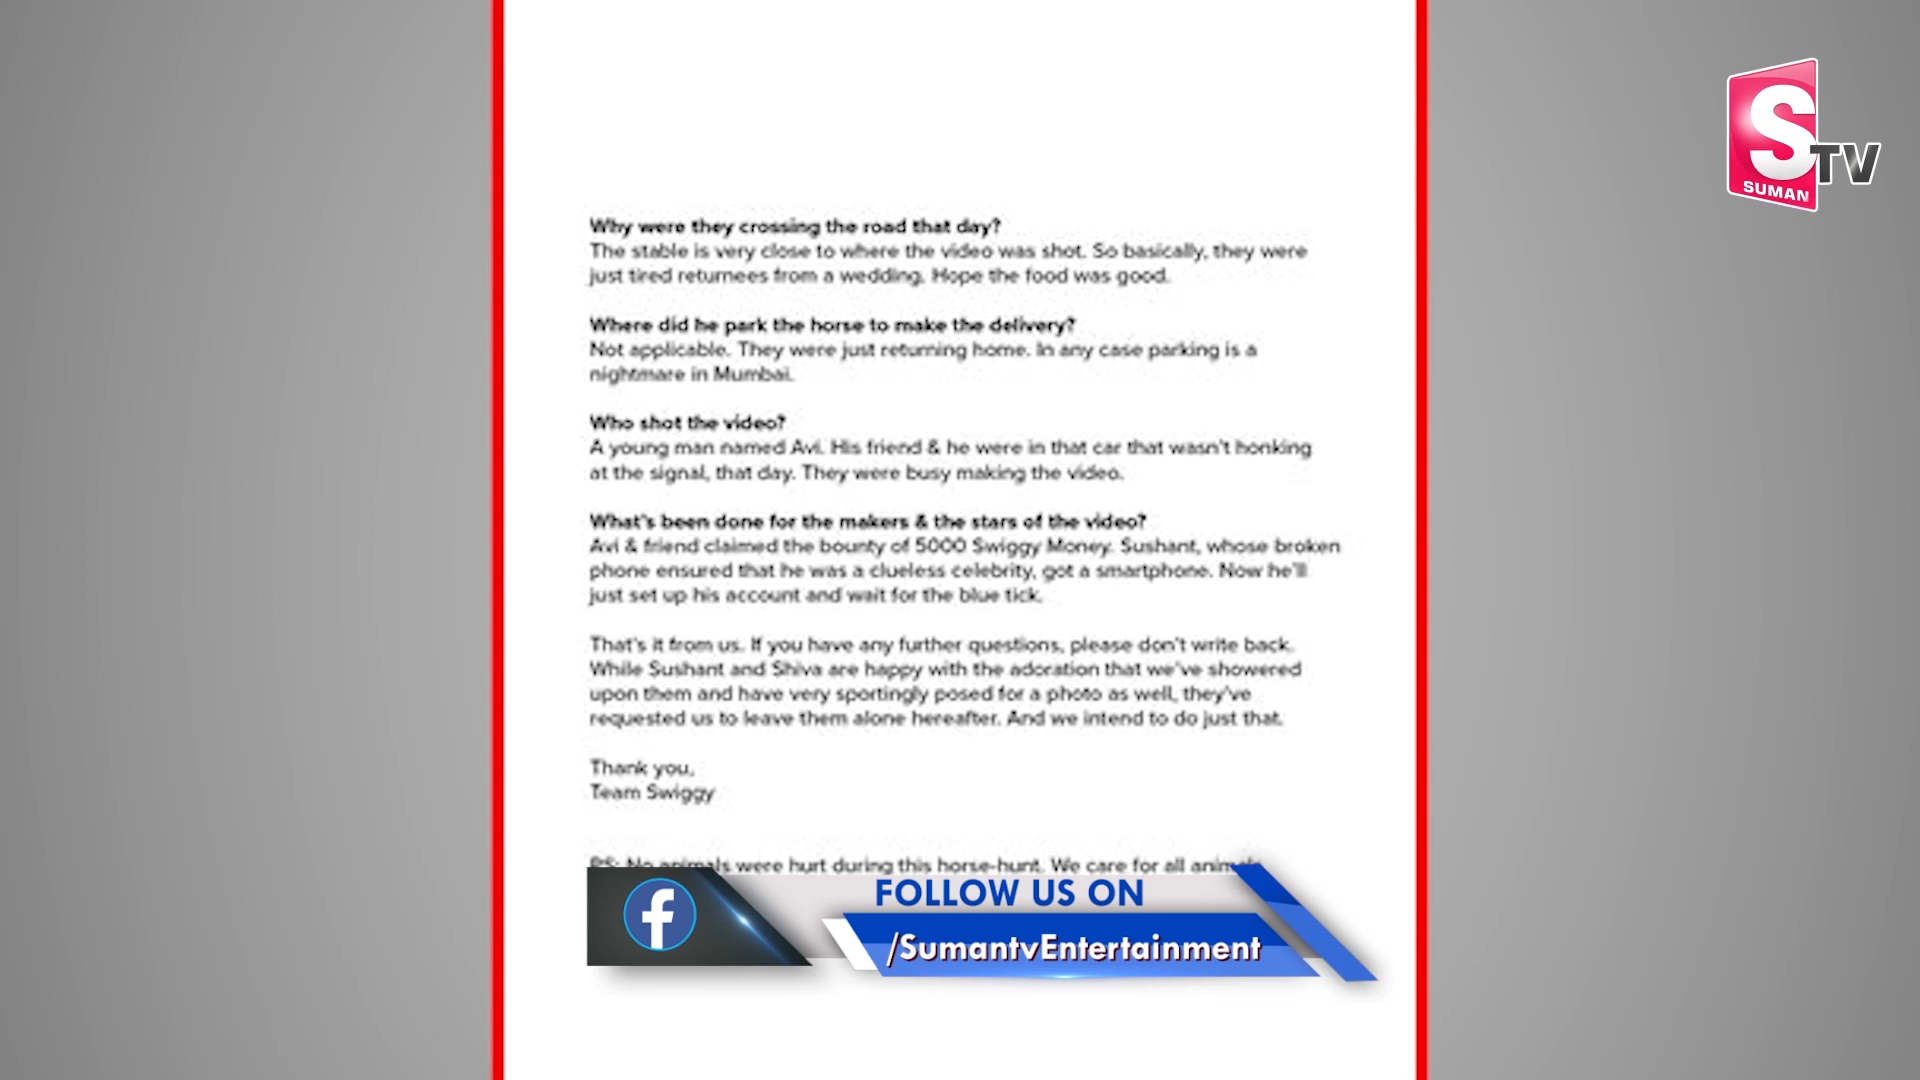 S
TV
SUMAN
Why were they crossing the road that day?
The stable is very close to where the video was shot. So basically, they were
just tired returnees from a wedding. Hope the food was good.
Where did he park the horse to make the delivery?
Not applicable. They were just returning home. In any case parking is a
nightmare in Mumbai.
Who shot the video?
A young man named Avi. His friend & he were in that car that wasn't honking
at the signal, that day. They were busy making the video.
What's been done for the makers & the stars of the video?
Avi & friend claimed the bounty of 5000 Swiggy Money. Sushant, whose broken
phone ensured that he was a clueless celebrity, got a smartphone. Now he'll
just set up his account and wait for the blue tick.
That's it from us. If you have any further questions, please don't write back.
While Sushant and Shiva are happy with the adoration that we've showered
upon them and have very sportingly posed for a photo as well, they've
requested us to leave them alone hereafter. And we intend to do just that.
Thank you,
Team Swiggy
PS: No animals were hurt during this horse-hunt. We care for all animals
f
FOLLOW US ON
/SumantvEntertainment